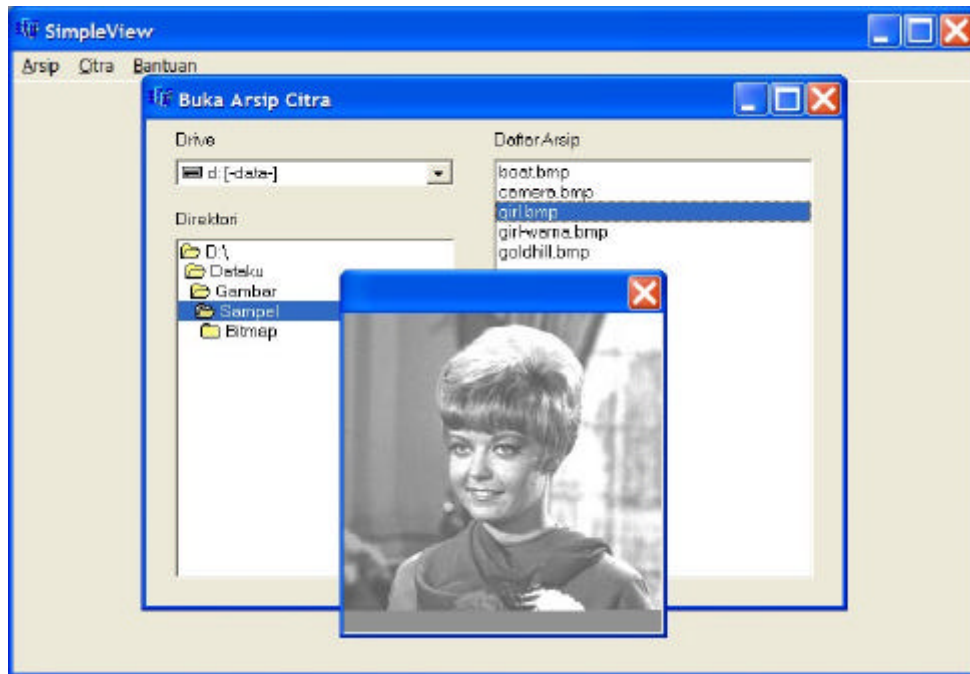 SimpleView
Arsip Citra Bantuan
Buka Arsip Citra
Drive
d: [-data-]
Direktori
D:\
Dataku
Gambar
Sampel
Bitmap
Daftar Arsip
boat.bmp
camera.bmp
girl.bmp
girl-warna.bmp
goldhill.bmp